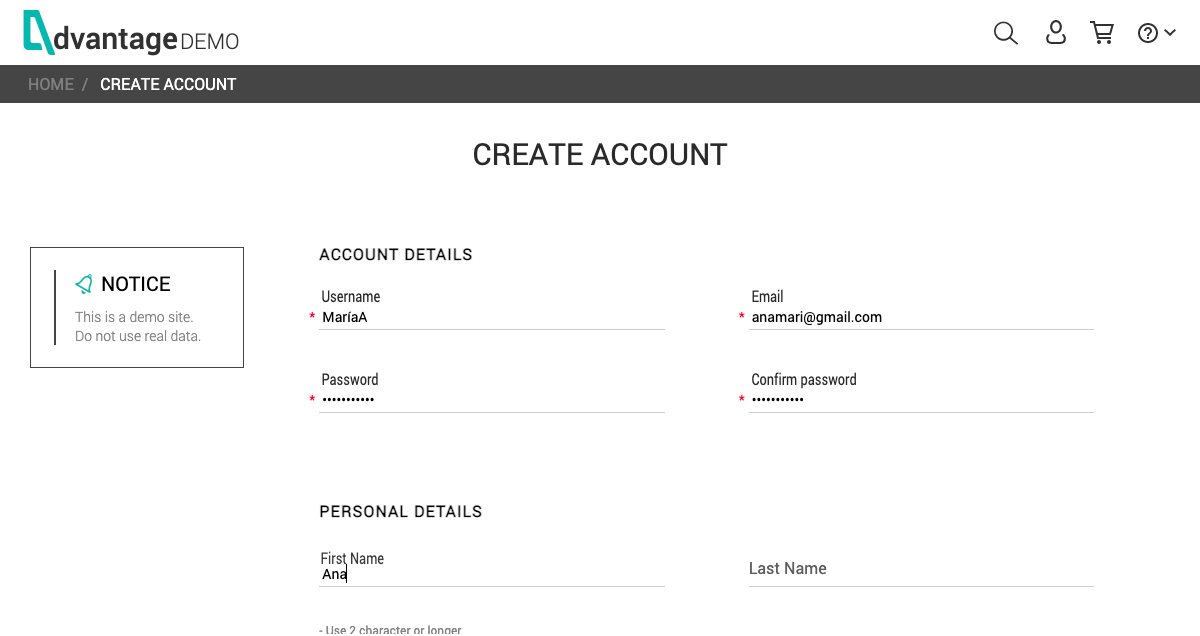 dvantage DEMO
HOME / CREATE ACCOUNT
CREATE ACCOUNT
NOTICE
This is a demo site.
Do not use real data.
ACCOUNT DETAILS
Username
* MaríaA
Email
* anamari@gmail.com
Password
* •••••••••••
Confirm password
* •••••••••••
PERSONAL DETAILS
First Name
Ana
Last Name
- Use 2 character or longer